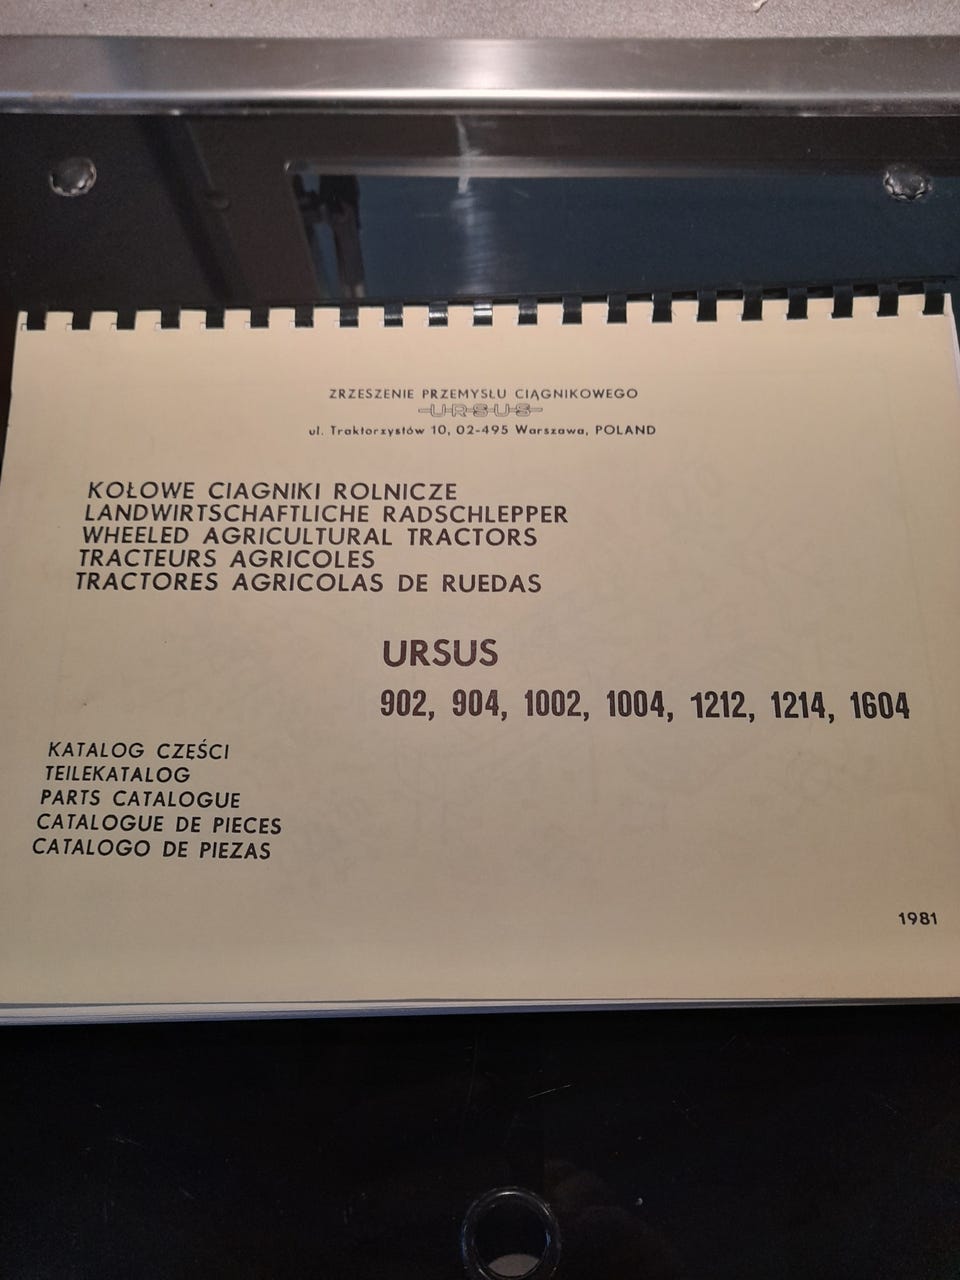 ZRZESZENIE PRZEMYSŁU CIĄGNIKOWEGO
URSUS
ul. Traktorzystów 10, 02-495 Warszawa, POLAND
KOŁOWE CIAGNIKI ROLNICZE
LANDWIRTSCHAFTLICHE RADSCHLEPPER
WHEELED AGRICULTURAL TRACTORS
TRACTEURS AGRICOLES
TRACTORES AGRICOLAS DE RUEDAS
URSUS
902, 904, 1002, 1004, 1212, 1214, 1604
KATALOG CZĘŚCI
TEILEKATALOG
PARTS CATALOGUE
CATALOGUE DE PIECES
CATALOGO DE PIEZAS
1981